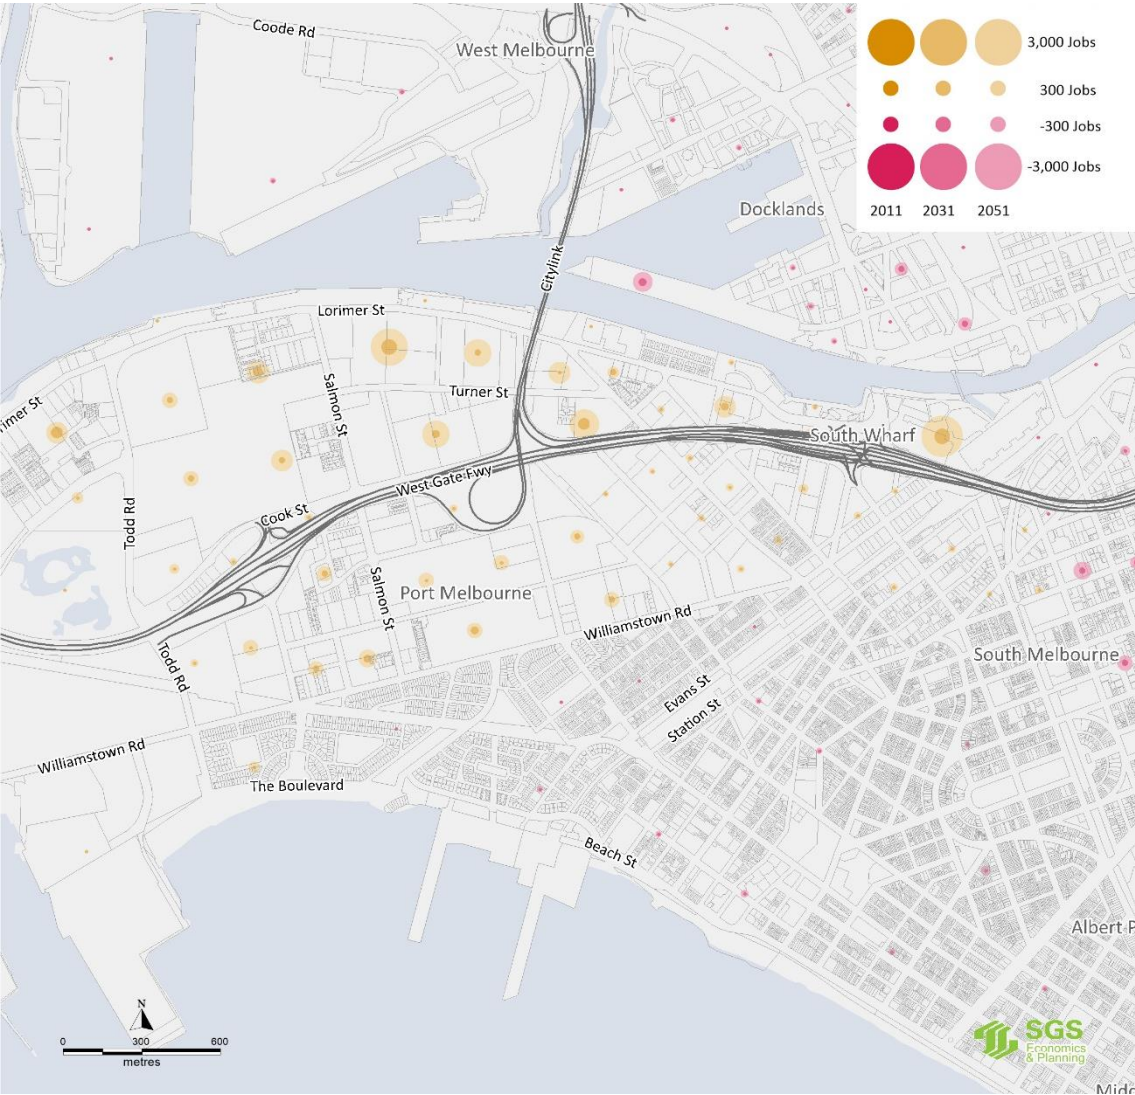 Coode Rd
West Melbourne
3,000 Jobs
300 Jobs
-300 Jobs
-3,000 Jobs
2011 2031 2051
Docklands
Citylink
Lorimer St
Salmon St
Turner St
rimer St
South Wharf
West Gate Fwy
Todd Rd
Cook St
Salmon St
Port Melbourne
Williamstown Rd
Todd Rd
South Melbourne
Evans St
Station St
Williamstown Rd
The Boulevard
Beach St
Albert P
N
0 300 600
metres
SGS
Economics
& Planning
Midd